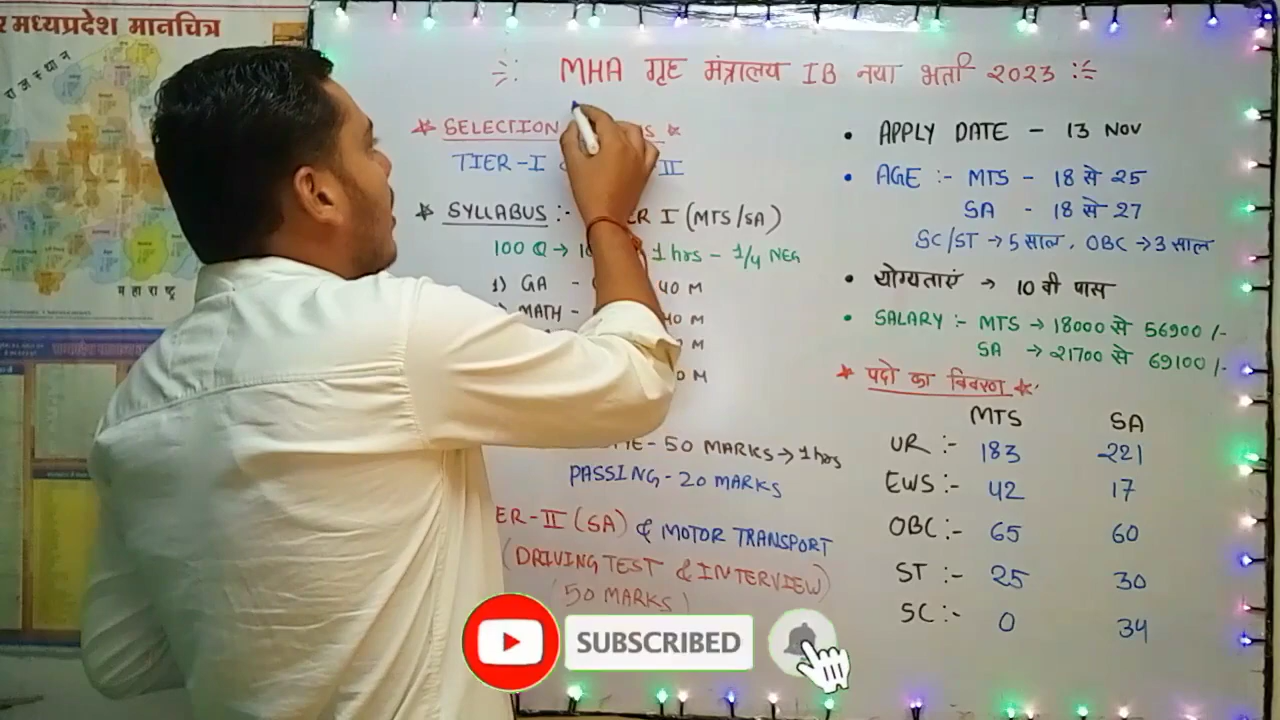 र मध्यप्रदेश मानचित्र
राजस्थान
महाराष्ट्र
MHA गृह मंत्रालय IB नया भर्ती २०२३
★ SELECTION
TIER-I II
★ SYLLABUS :- ER I (MTS/SA)
100 Q → 1 hrs - 1/4 NEG
1) GA - 40 M
MATH - 40 M
M
0 M
- 50 MARKS → 1 hrs
PASSING - 20 MARKS
ER-II (SA) & MOTOR TRANSPORT
(DRIVING TEST & INTERVIEW)
(50 MARKS)
• APPLY DATE - 13 NOV
• AGE :- MTS - 18 से 25
SA - 18 से 27
SC/ST → 5 साल, OBC → 3 साल
• योग्यताएं → 10 वी पास
• SALARY :- MTS → 18000 से 56900 /-
SA → 21700 से 69100 /-
★ पदो का विवरण ★
MTS SA
UR :- 183 221
EWS :- 42 17
OBC :- 65 60
ST :- 25 30
SC :- 0 34
SUBSCRIBED